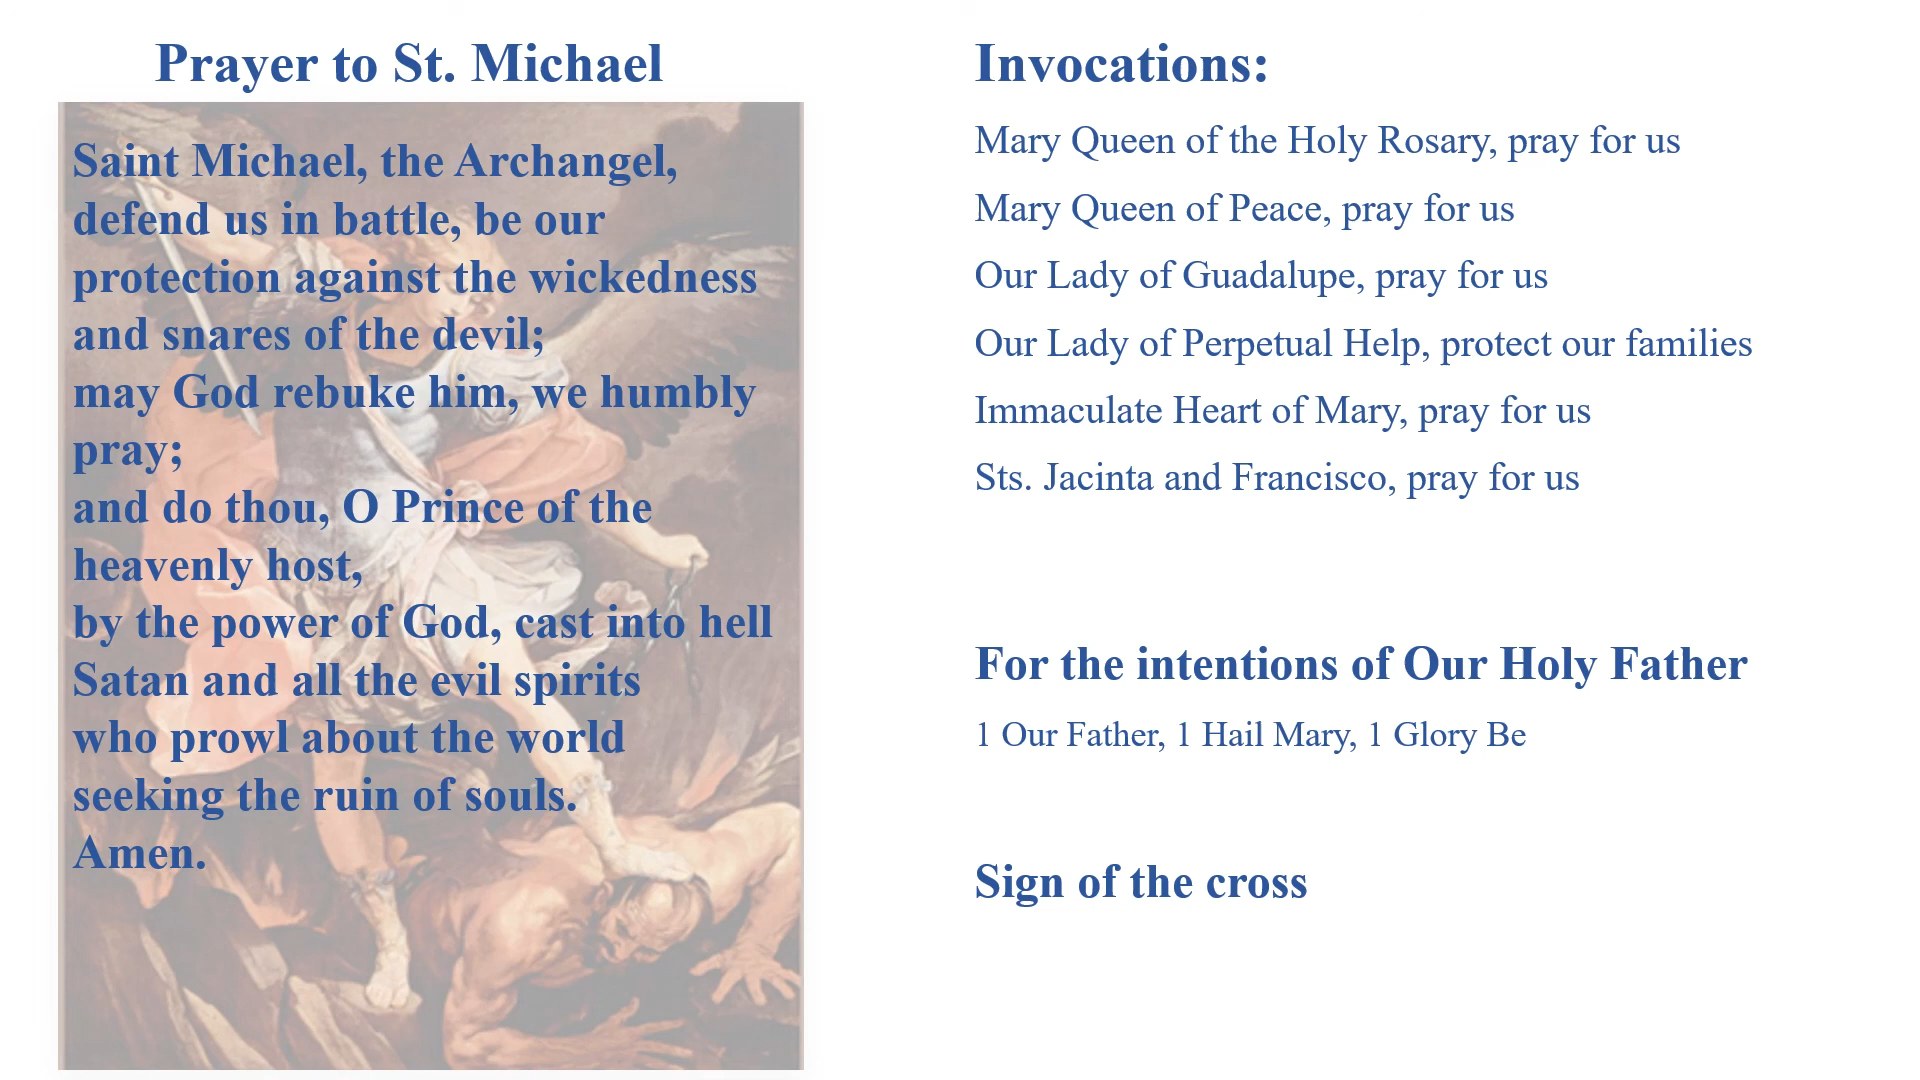 Prayer to St. Michael
Saint Michael, the Archangel,
defend us in battle, be our
protection against the wickedness
and snares of the devil;
may God rebuke him, we humbly
pray;
and do thou, O Prince of the
heavenly host,
by the power of God, cast into hell
Satan and all the evil spirits
who prowl about the world
seeking the ruin of souls.
Amen.
Invocations:
Mary Queen of the Holy Rosary, pray for us
Mary Queen of Peace, pray for us
Our Lady of Guadalupe, pray for us
Our Lady of Perpetual Help, protect our families
Immaculate Heart of Mary, pray for us
Sts. Jacinta and Francisco, pray for us
For the intentions of Our Holy Father
1 Our Father, 1 Hail Mary, 1 Glory Be
Sign of the cross